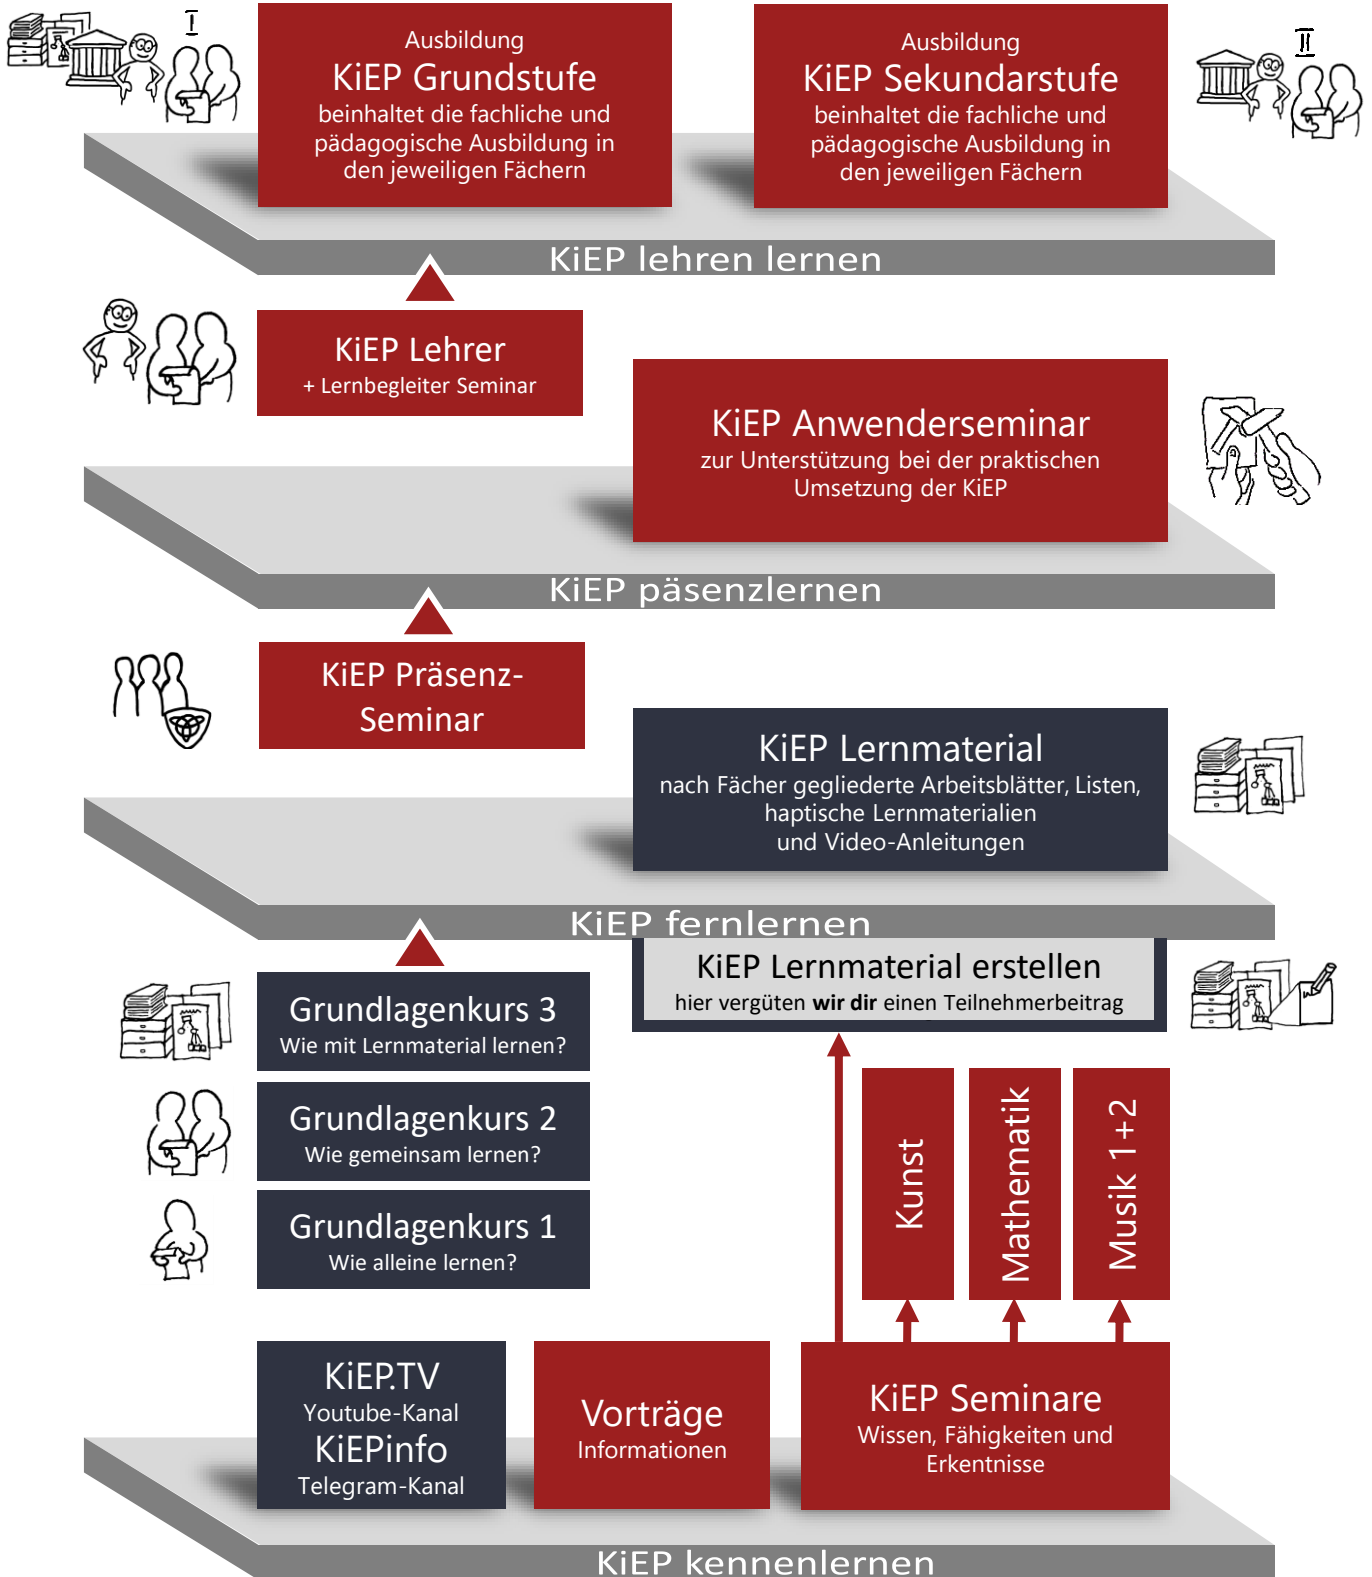 I
Ausbildung
KiEP Grundstufe
beinhaltet die fachliche und
pädagogische Ausbildung in
den jeweiligen Fächern
Ausbildung
KiEP Sekundarstufe
beinhaltet die fachliche und
pädagogische Ausbildung in
den jeweiligen Fächern
II
KiEP lehren lernen
KiEP Lehrer
+ Lernbegleiter Seminar
KiEP Anwenderseminar
zur Unterstützung bei der praktischen
Umsetzung der KiEP
KiEP päsenzlernen
KiEP Präsenz-
Seminar
KiEP Lernmaterial
nach Fächer gegliederte Arbeitsblätter, Listen,
haptische Lernmaterialien
und Video-Anleitungen
KiEP fernlernen
KiEP Lernmaterial erstellen
hier vergüten wir dir einen Teilnehmerbeitrag
Grundlagenkurs 3
Wie mit Lernmaterial lernen?
Grundlagenkurs 2
Wie gemeinsam lernen?
Grundlagenkurs 1
Wie alleine lernen?
Kunst
Mathematik
Musik 1+2
KiEP.TV
Youtube-Kanal
KiEPinfo
Telegram-Kanal
Vorträge
Informationen
KiEP Seminare
Wissen, Fähigkeiten und
Erkentnisse
KiEP kennenlernen